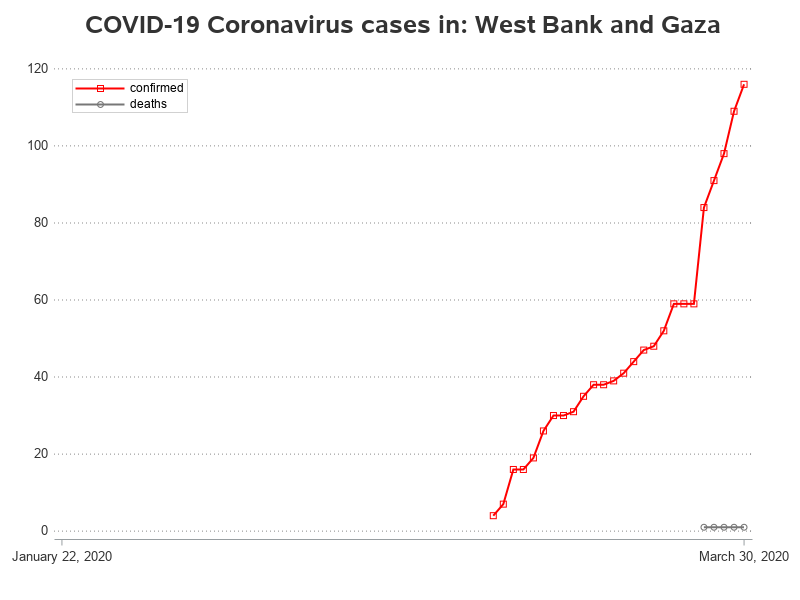 COVID-19 Coronavirus cases in: West Bank and Gaza
120
confirmed
deaths
100
80
60
40
20
0
January 22, 2020
March 30, 2020